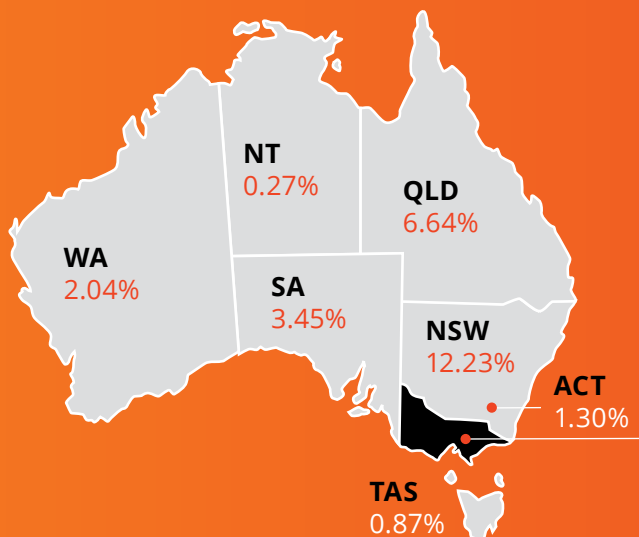 NT
0.27%
QLD
6.64%
WA
2.04%
SA
3.45%
NSW
12.23%
ACT
1.30%
TAS
0.87%